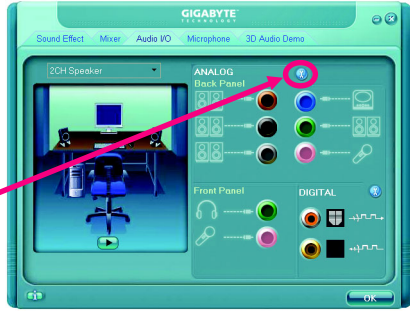 GIGABYTE
TECHNOLOGY
Sound Effect Mixer Audio I/O Microphone 3D Audio Demo
2CH Speaker
ANALOG
Back Panel
Front Panel
DIGITAL
OK